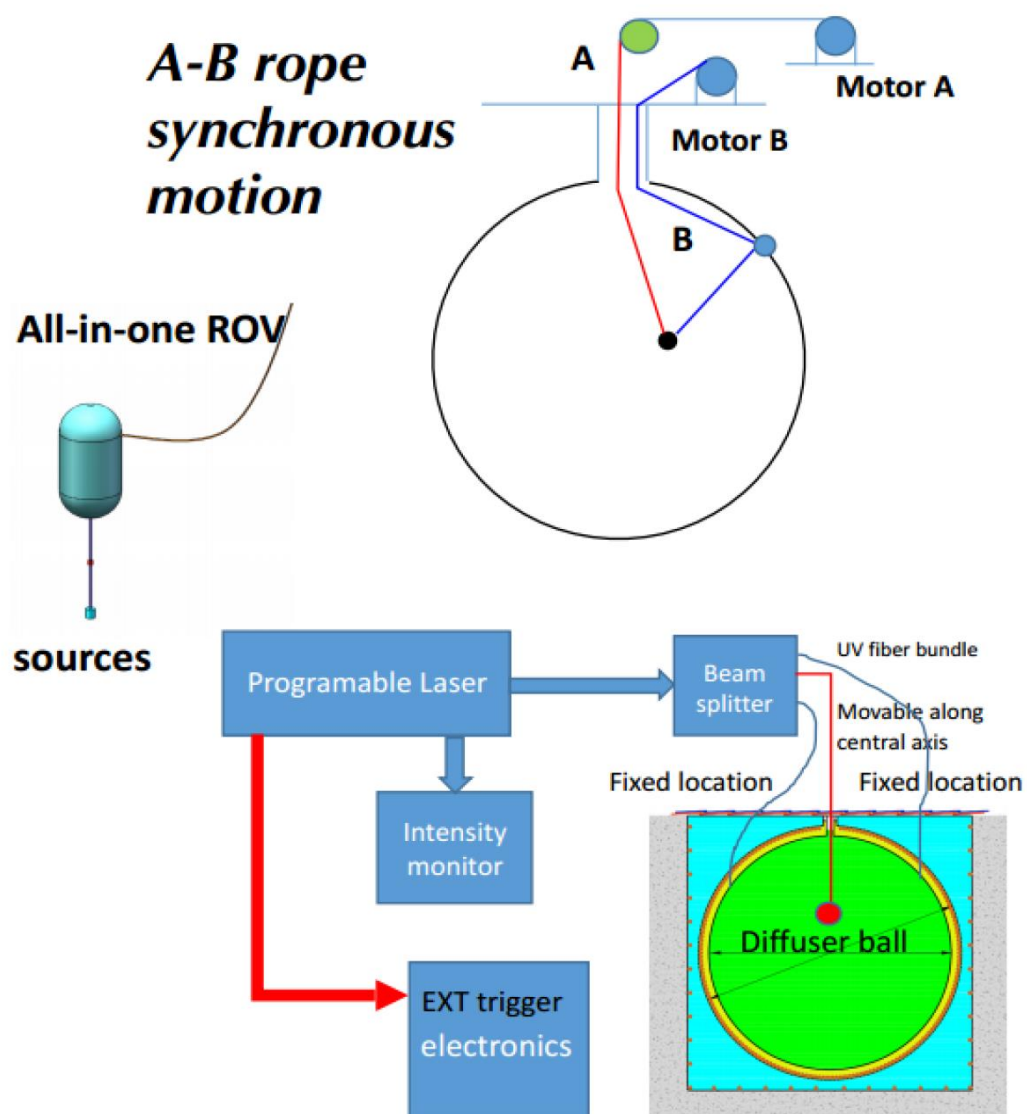 A-B rope
synchronous
motion
A
Motor A
Motor B
B
All-in-one ROV
sources
Programable Laser
Beam
splitter
UV fiber bundle
Movable along
central axis
Fixed location
Fixed location
Intensity
monitor
Diffuser ball
EXT trigger
electronics